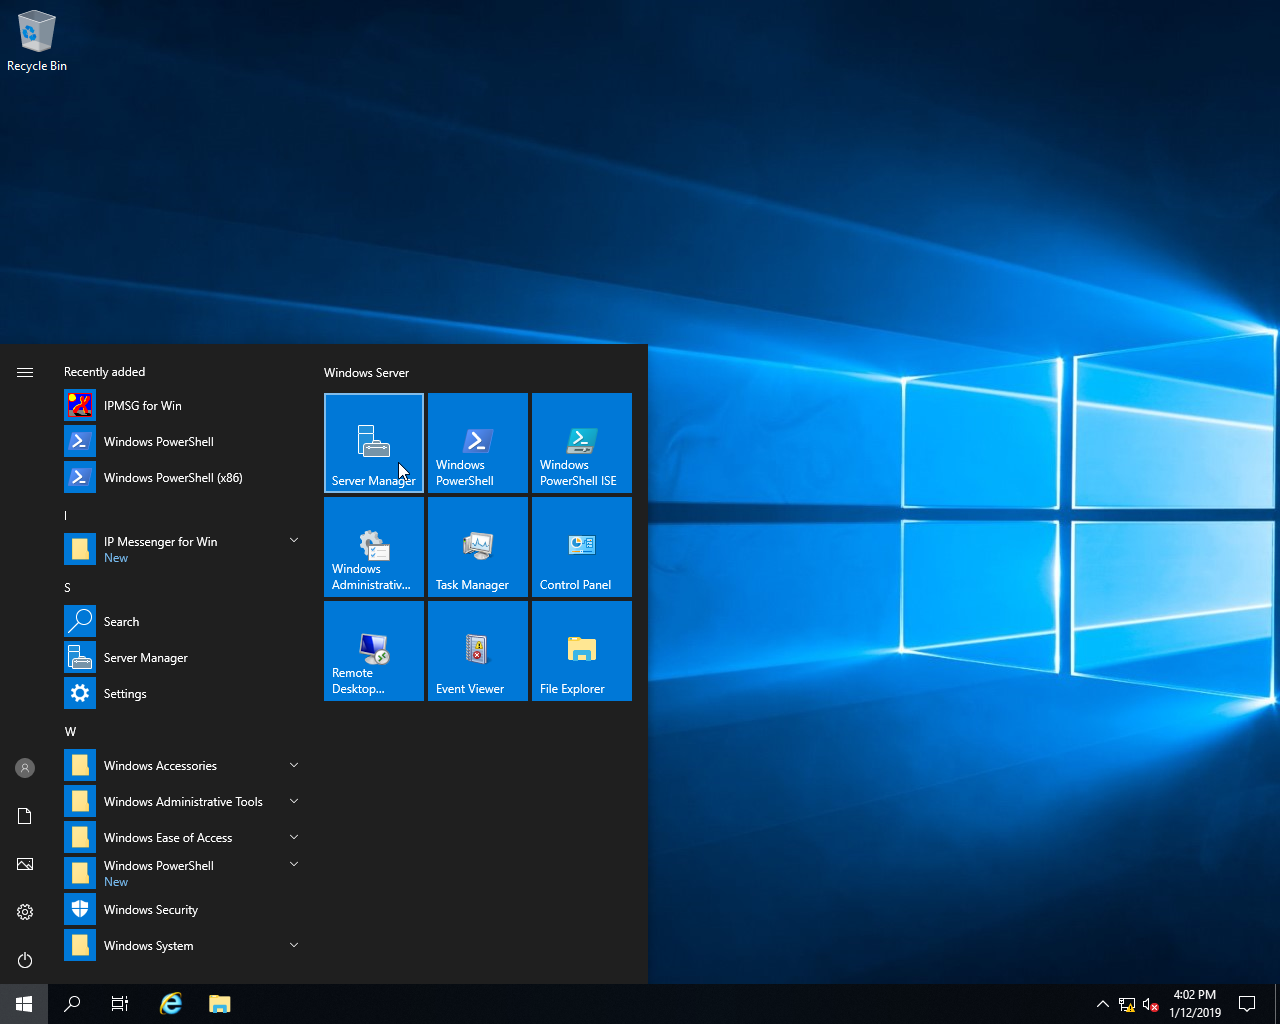 Recycle Bin
Recently added
IPMSG for Win
Windows PowerShell
Windows PowerShell (x86)
I
IP Messenger for Win
New
S
Search
Server Manager
Settings
W
Windows Accessories
Windows Administrative Tools
Windows Ease of Access
Windows PowerShell
New
Windows Security
Windows System
Windows Server
Server Manager
Windows
PowerShell
Windows
PowerShell ISE
Windows
Administrativ...
Task Manager
Control Panel
Remote
Desktop...
Event Viewer
File Explorer
4:02 PM
1/12/2019